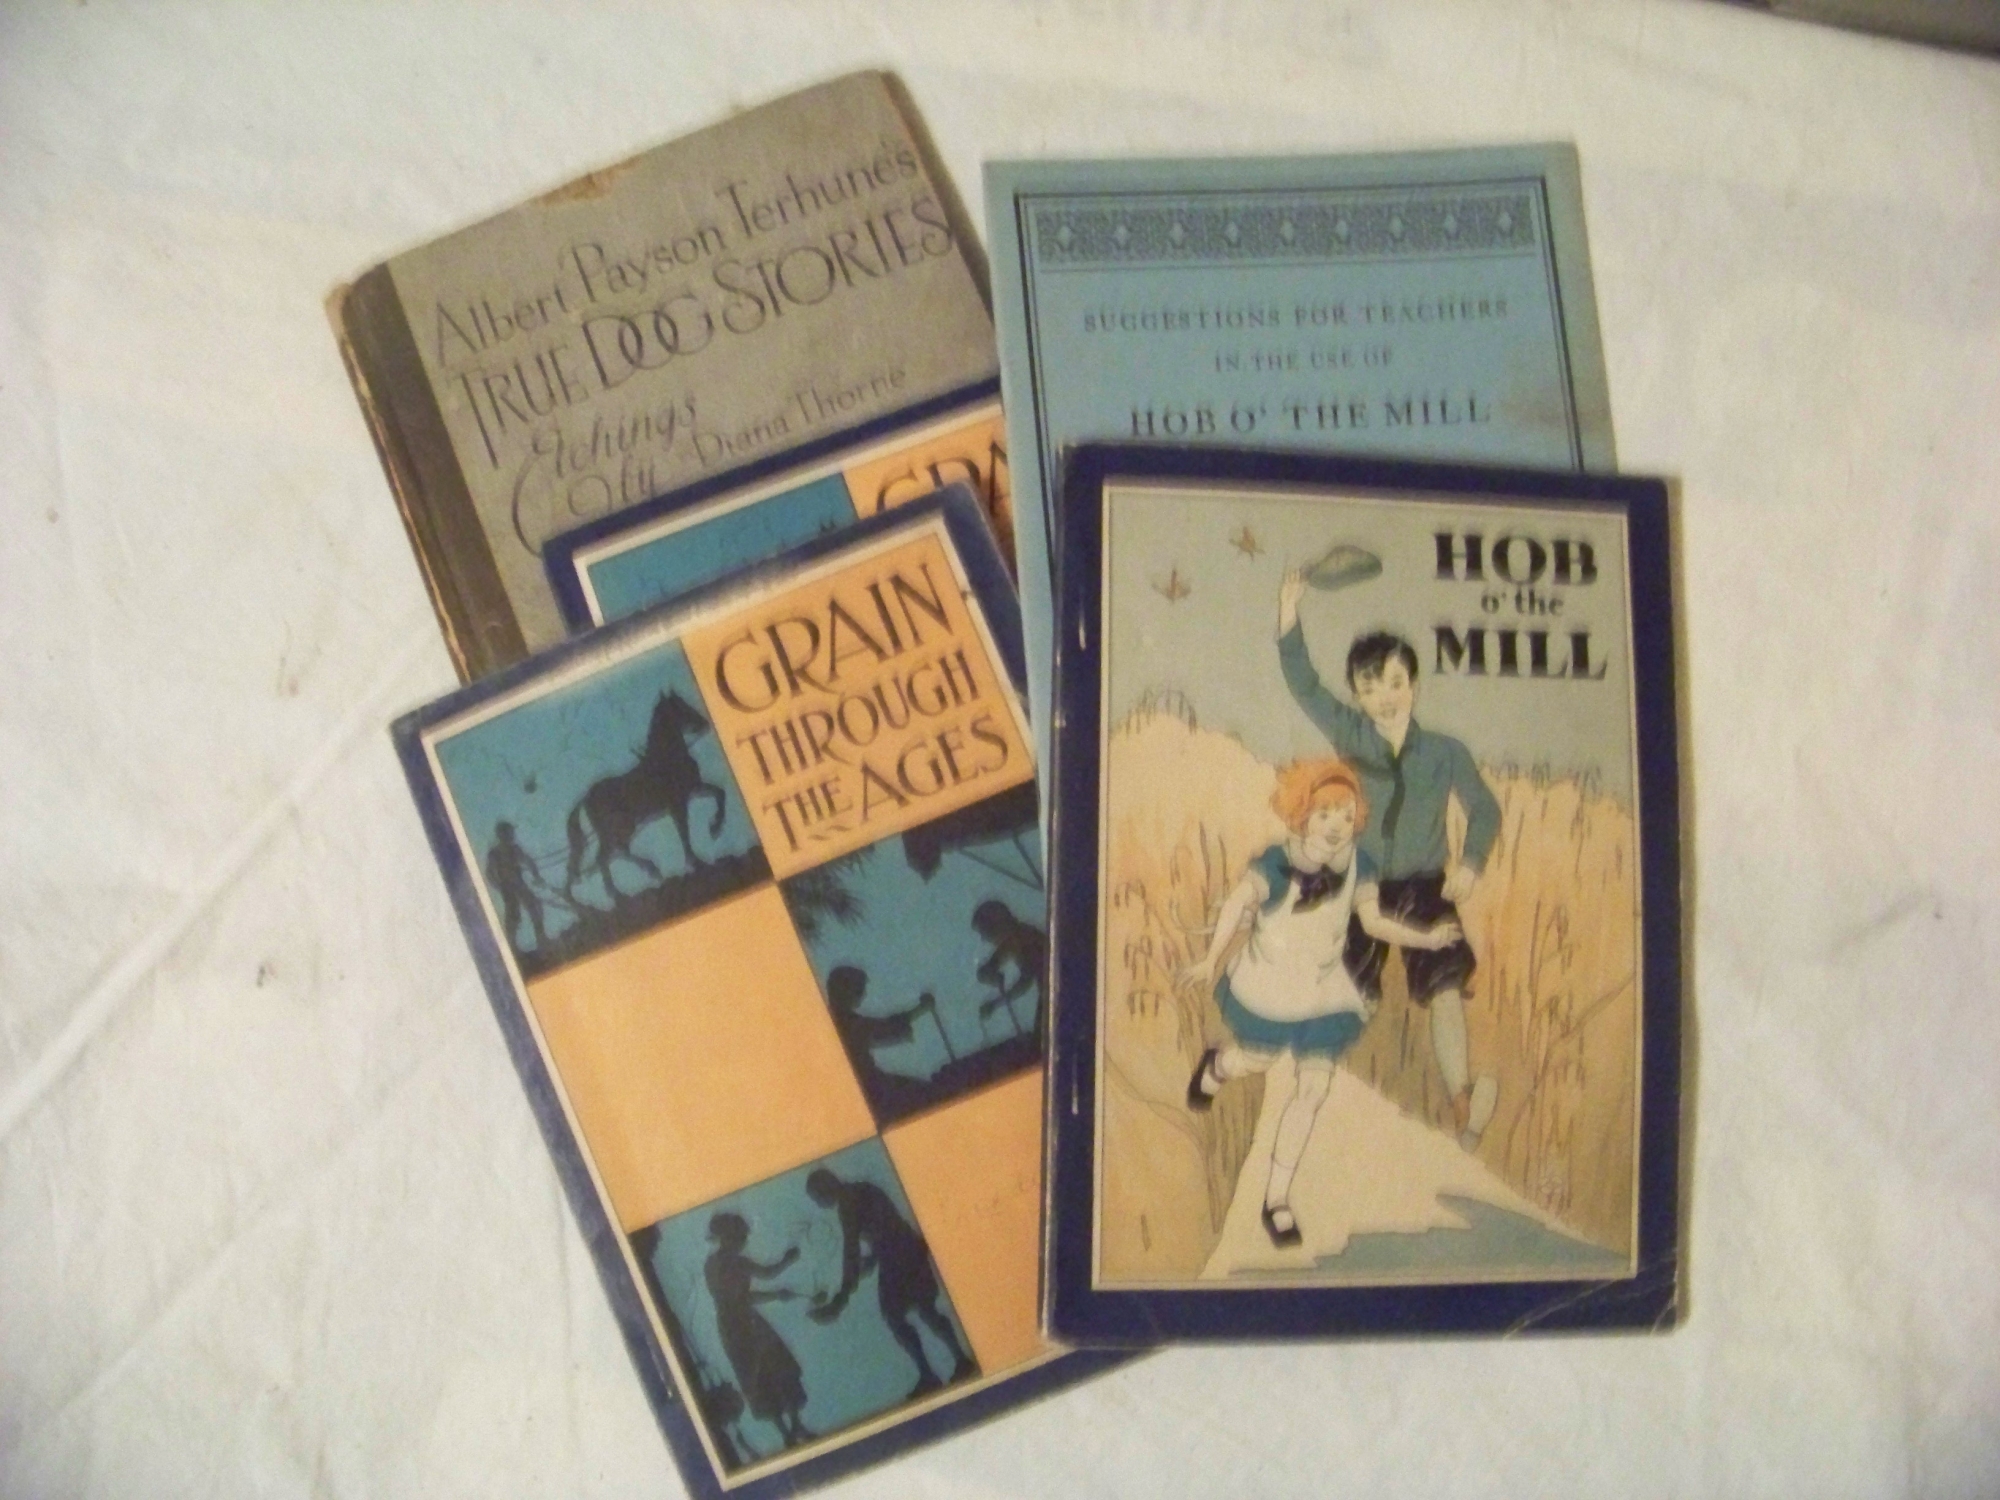 Albert Payson Terhune's
TRUE DOG STORIES
Etchings
By Diana Thorne
SUGGESTIONS FOR TEACHERS
IN THE USE OF
HOB O' THE MILL
GRA
GRAIN
THROUGH
THE AGES
HOB
o' the
MILL